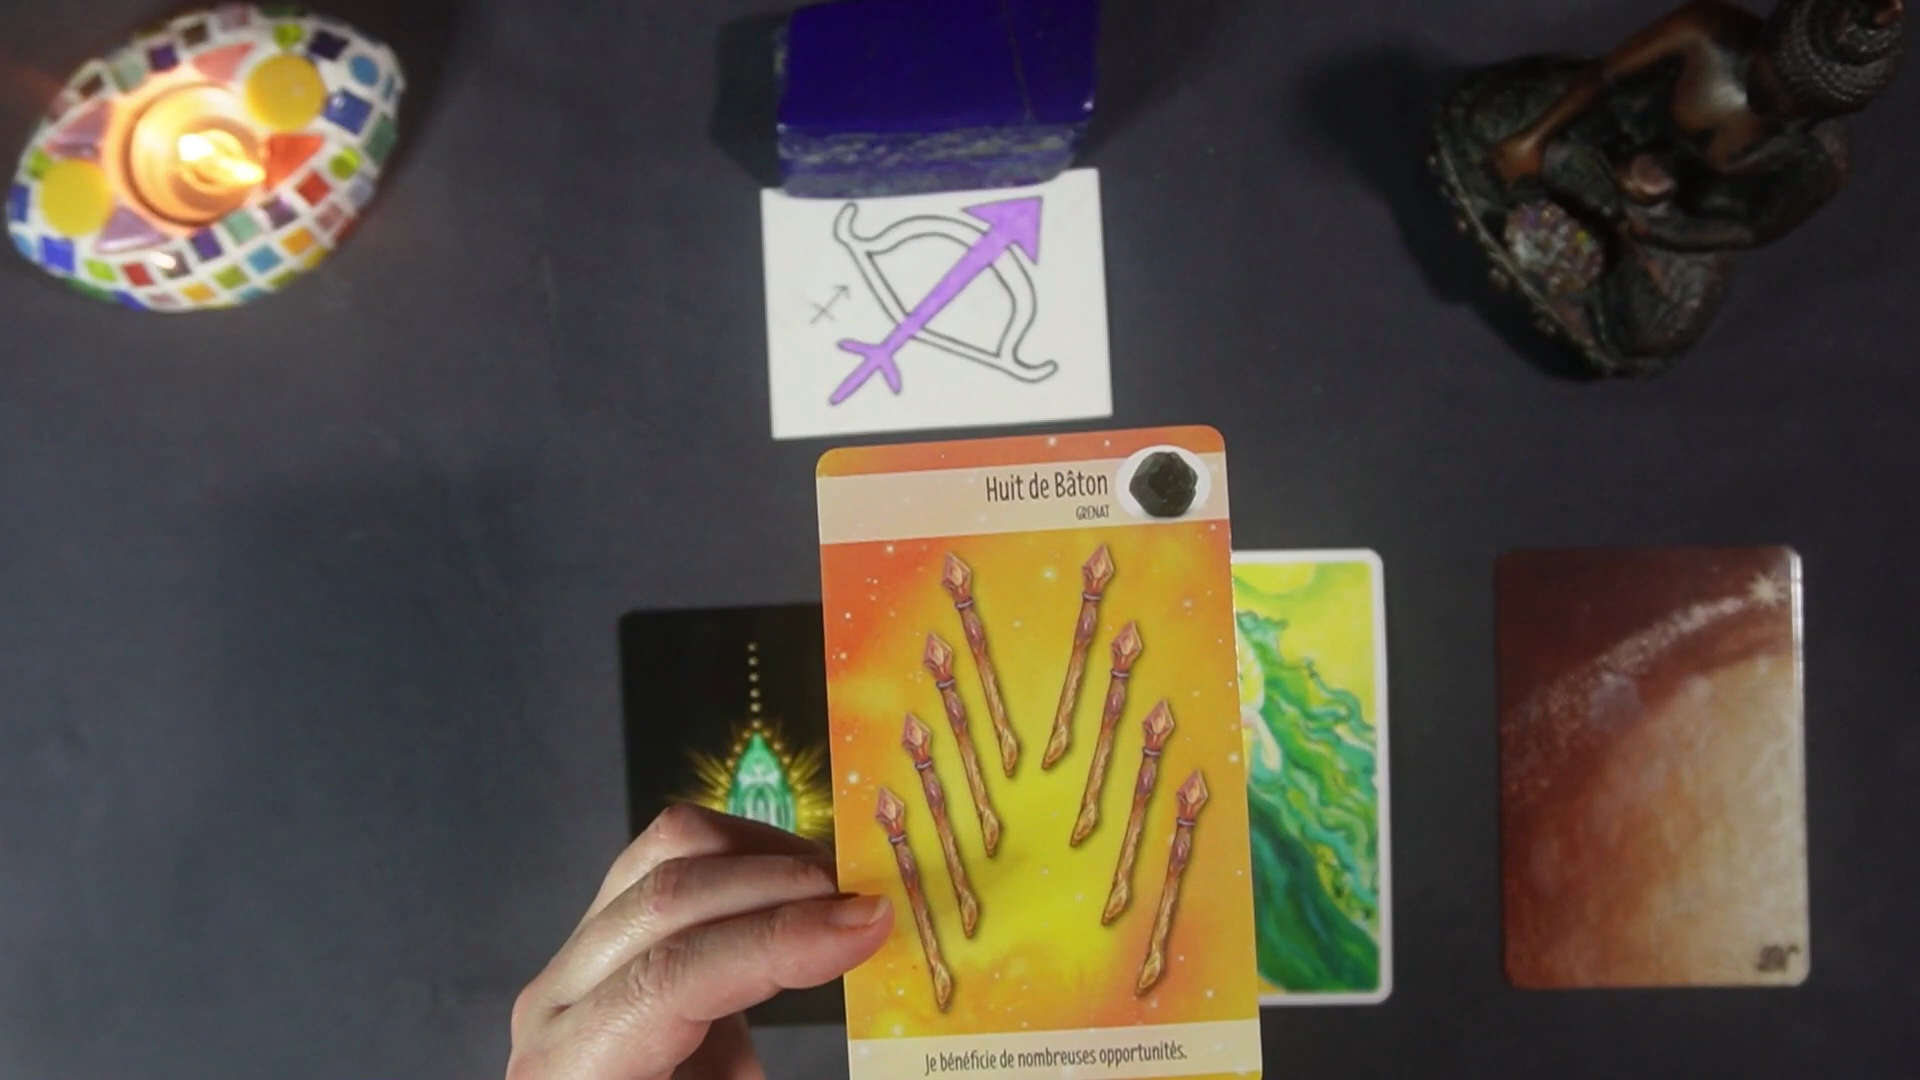 Huit de Bâton
GRENAT
Je bénéficie de nombreuses opportunités.